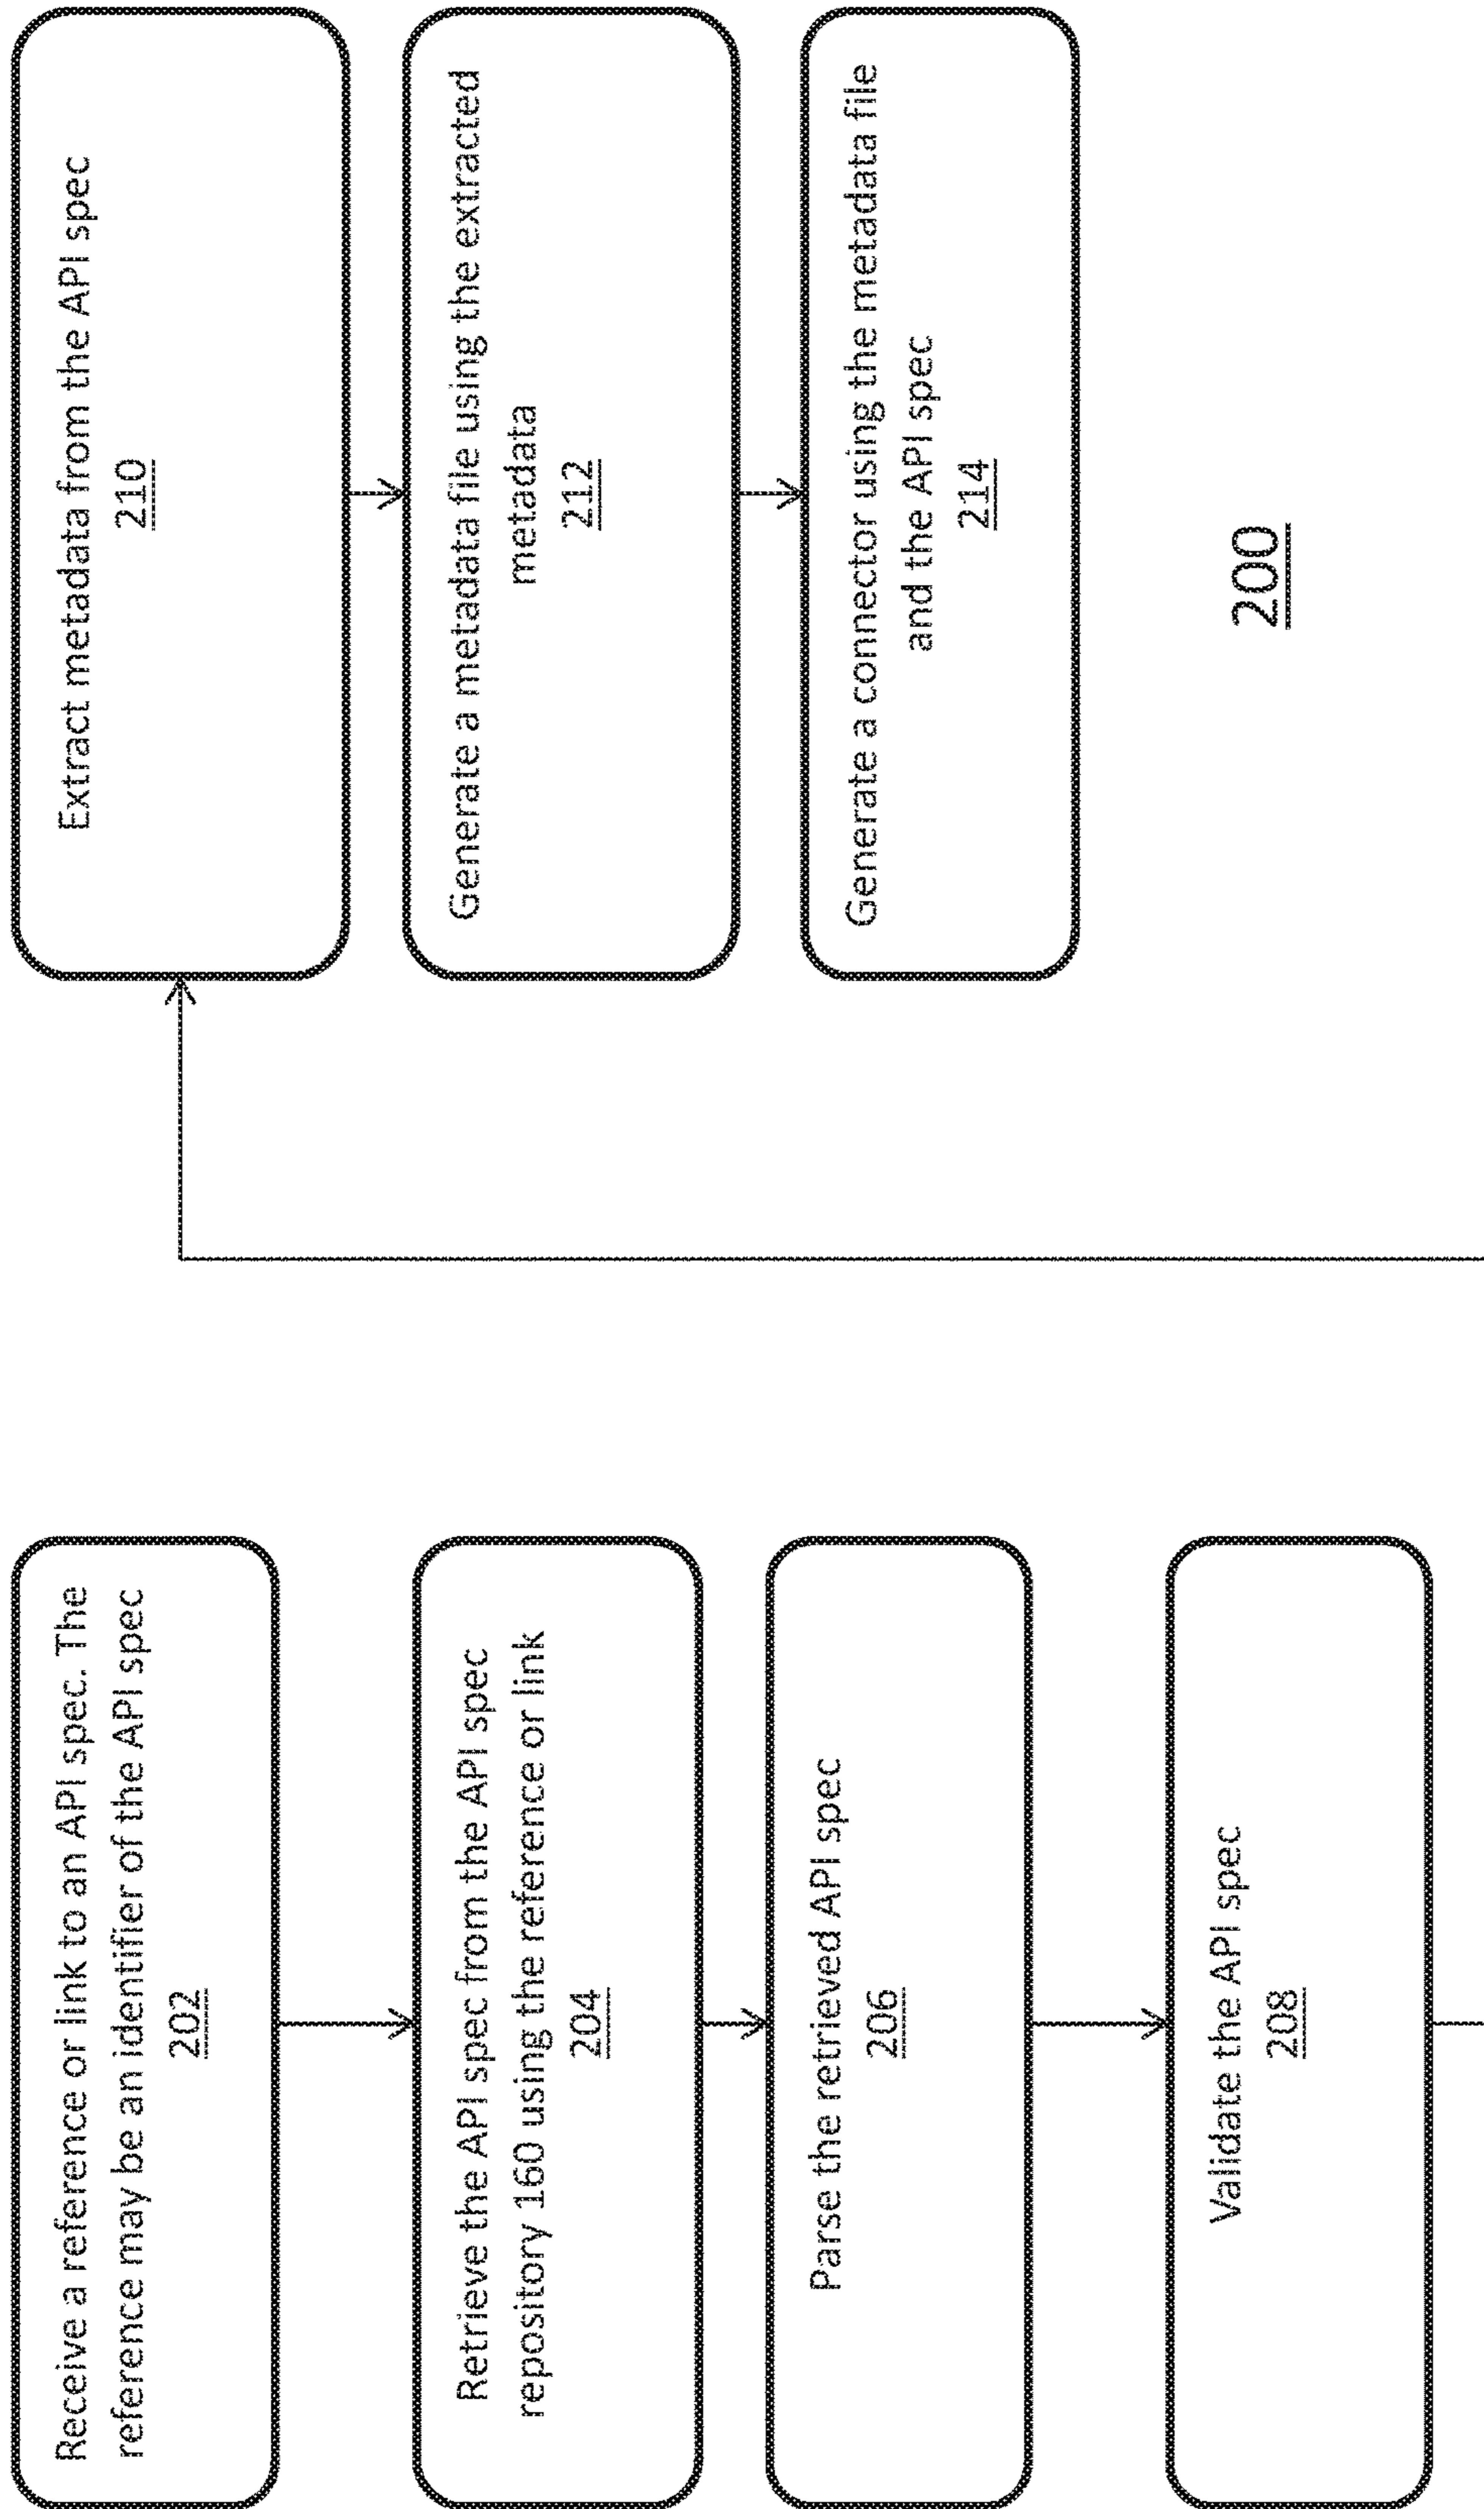 Receive a reference or link to an API spec. The
reference may be an identifier of the API spec
202
Retrieve the API spec from the API spec
repository 160 using the reference or link
204
Parse the retrieved API spec
206
Validate the API spec
208
Extract metadata from the API spec
210
Generate a metadata file using the extracted
metadata
212
Generate a connector using the metadata file
and the API spec
214
200